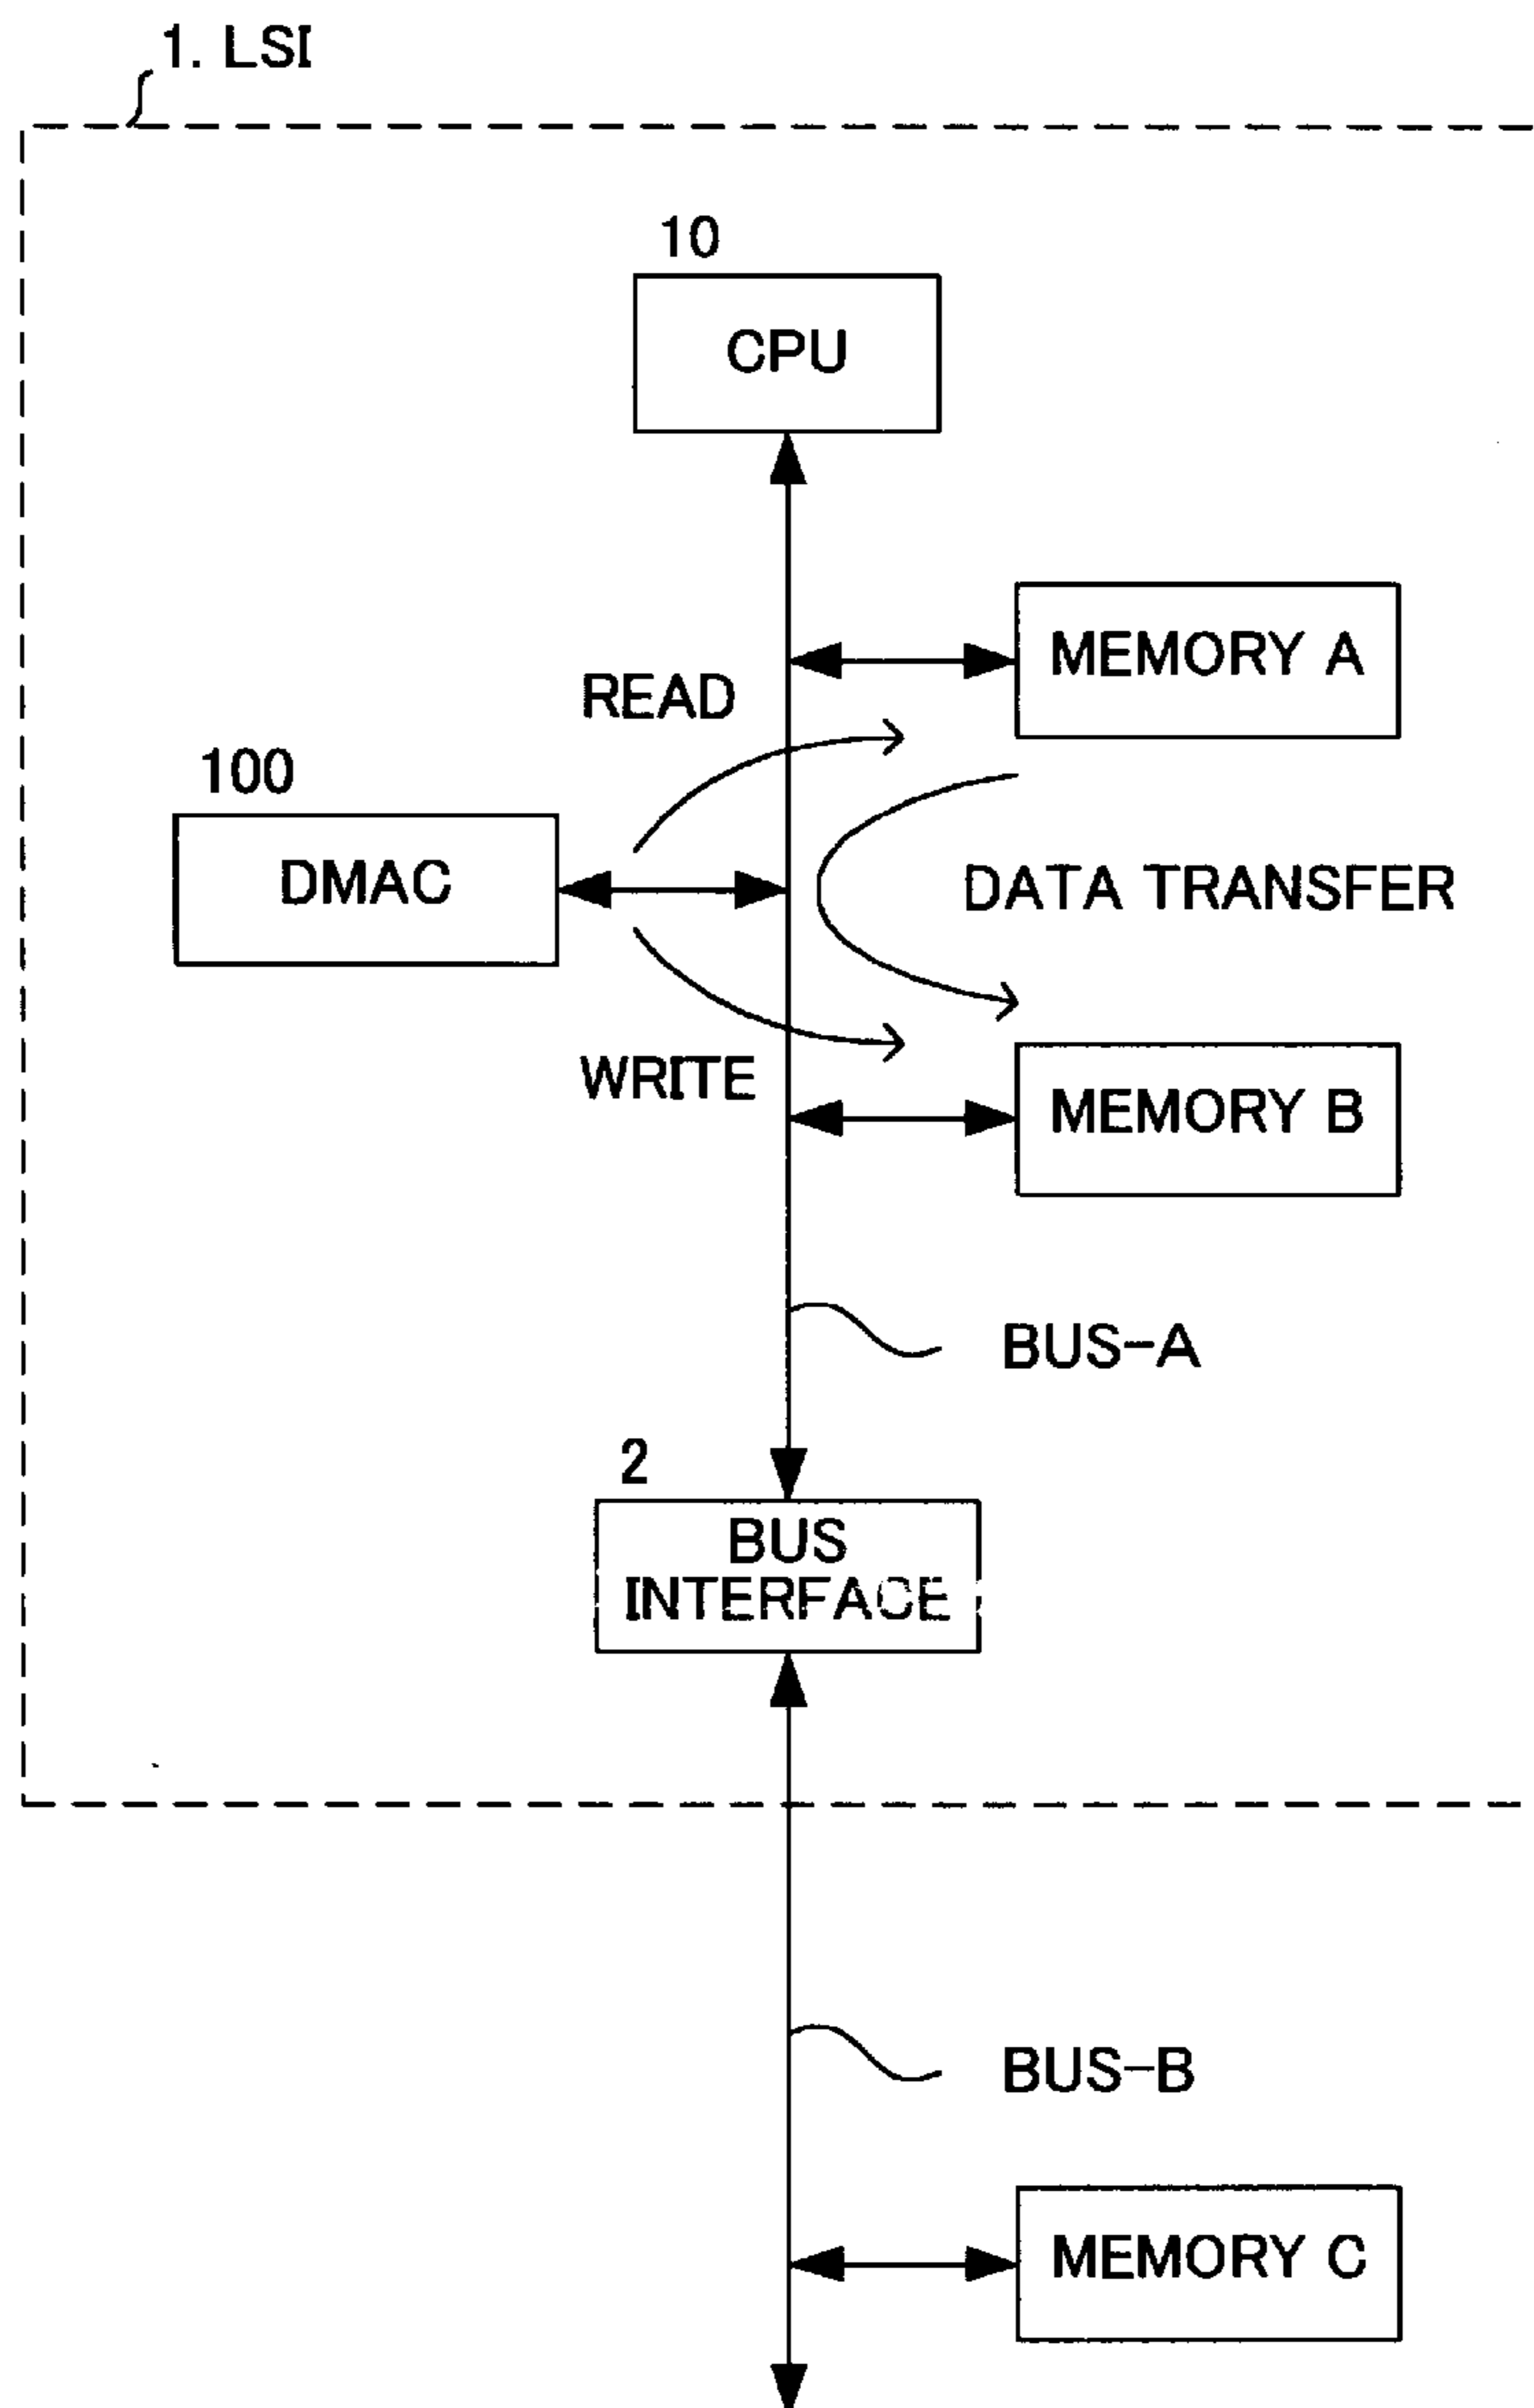 1. LSI
10
CPU
MEMORY A
READ
100
DMAC
DATA TRANSFER
WRITE
MEMORY B
BUS-A
2
BUS
INTERFACE
BUS-B
MEMORY C